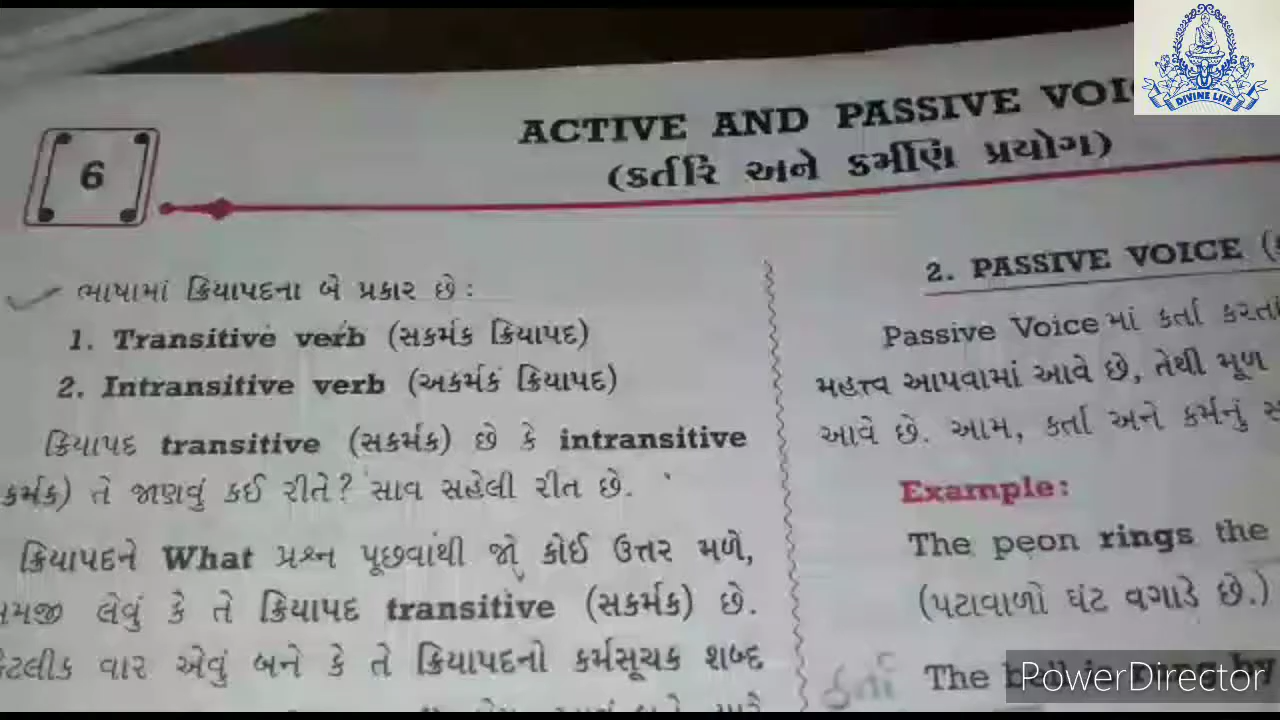 DIVINE LIFE
6
ACTIVE AND PASSIVE
(કર્તરિ અને કર્મણિ પ્રયોગ)
ભાષામાં ક્રિયાપદના બે પ્રકાર છે :
1. Transitive verb (સકર્મક ક્રિયાપદ)
2. Intransitive verb (અકર્મક ક્રિયાપદ)
ક્રિયાપદ transitive (સકર્મક) છે કે intransitive
તે જાણવું કઈ રીતે? સાવ સહેલી રીત છે.
ક્રિયાપદને What પ્રશ્ન પૂછવાથી જો કોઈ ઉત્તર મળે,
લેવું કે તે ક્રિયાપદ transitive (સકર્મક) છે.
કેટલીક વાર એવું બને કે તે ક્રિયાપદનો કર્મસૂચક શબ્દ
2. PASSIVE VOICE
Passive Voice માં કર્તા કરતાં
મહત્ત્વ આપવામાં આવે છે, તેથી મૂળ
આવે છે. આમ, કર્તા અને કર્મનું
Example:
The peon rings the
(પટાવાળો ઘંટ વગાડે છે.)
કર્તા
The bell is rung by
PowerDirector